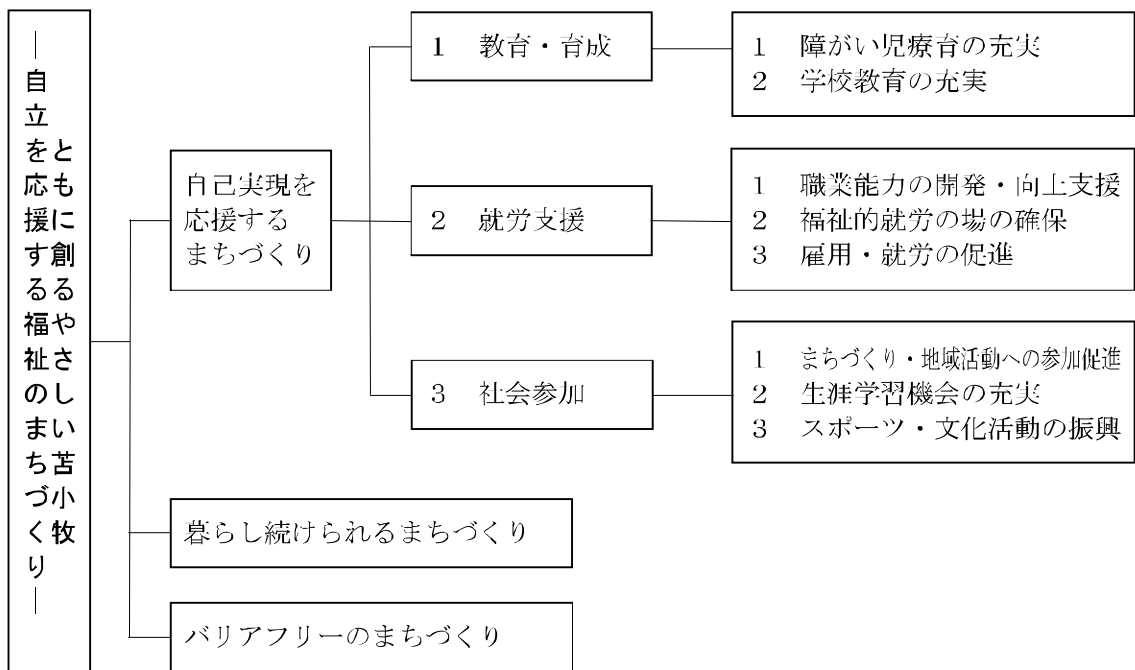 ともに創るやさしい苫小牧
―自立を応援する福祉のまちづくり―
自己実現を
応援する
まちづくり
1 教育・育成
1 障がい児療育の充実
2 学校教育の充実
2 就労支援
1 職業能力の開発・向上支援
2 福祉的就労の場の確保
3 雇用・就労の促進
3 社会参加
1 まちづくり・地域活動への参加促進
2 生涯学習機会の充実
3 スポーツ・文化活動の振興
暮らし続けられるまちづくり
バリアフリーのまちづくり